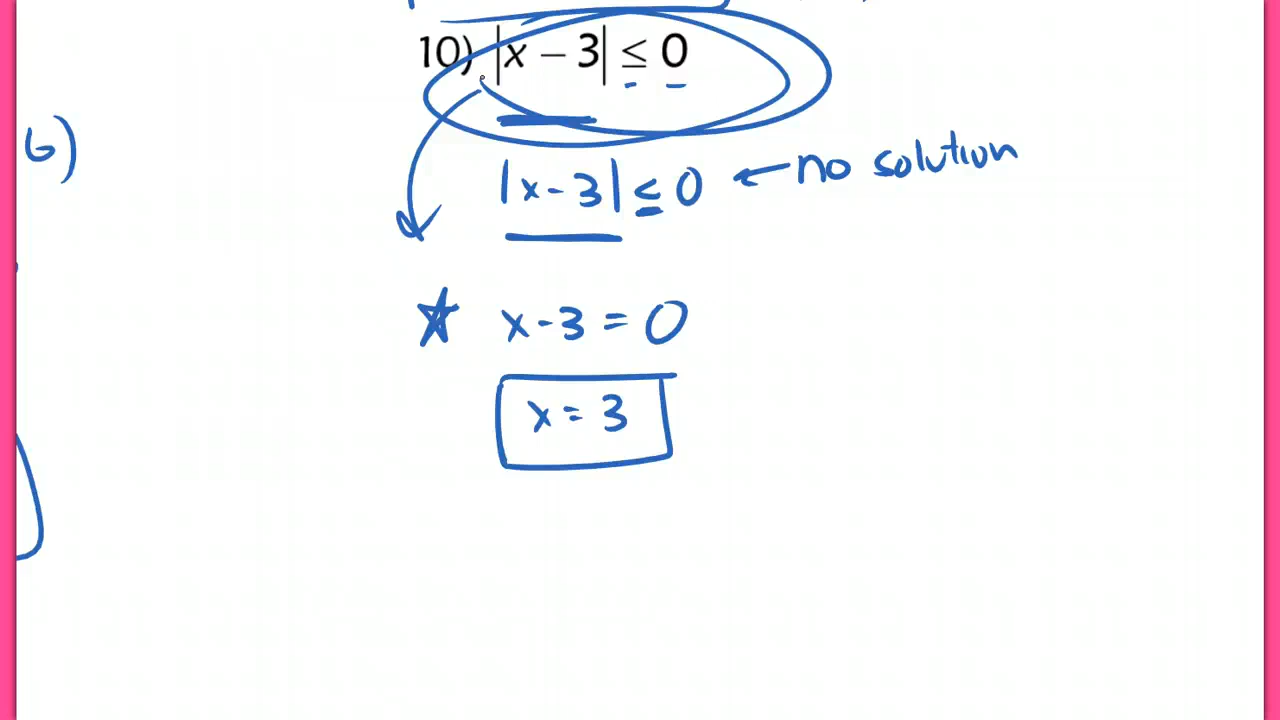 10) |x − 3| ≤ 0
6)
|x - 3| ≤ 0 ← no solution
x - 3 = 0
x = 3